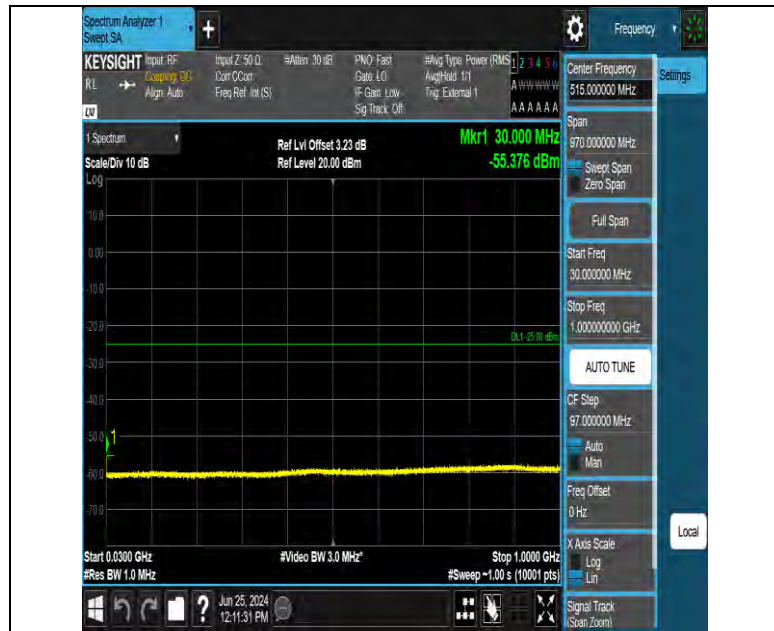 Spectrum Analyzer 1
Swept SA
+
Frequency
KEYSIGHT
RL
LXI
Input: RF
Coupling: DC
Align: Auto
Input Z: 50 Ω
Corr CCorr
Freq Ref: Int (S)
#Atten: 30 dB
PNO: Fast
Gate: LO
IF Gain: Low
Sig Track: Off
#Avg Type: Power (RMS
Avg|Hold: 1/1
Trig: External 1
1 2 3 4 5 6
A WW WW W
A A A A A A
Settings
1 Spectrum
Scale/Div 10 dB
Ref Lvl Offset 3.23 dB
Ref Level 20.00 dBm
Mkr1 30.000 MHz
-55.376 dBm
Log
10.0
0.00
-10.0
-20.0
DL1 -25.00 dBm
-30.0
-40.0
-50.0
1
-60.0
-70.0
Start 0.0300 GHz
#Res BW 1.0 MHz
#Video BW 3.0 MHz*
Stop 1.0000 GHz
#Sweep ~1.00 s (10001 pts)
Center Frequency
515.000000 MHz
Span
970.000000 MHz
Swept Span
Zero Span
Full Span
Start Freq
30.000000 MHz
Stop Freq
1.000000000 GHz
AUTO TUNE
CF Step
97.000000 MHz
Auto
Man
Freq Offset
0 Hz
X Axis Scale
Log
Lin
Signal Track
(Span Zoom)
Local
?
Jun 25, 2024
12:11:31 PM